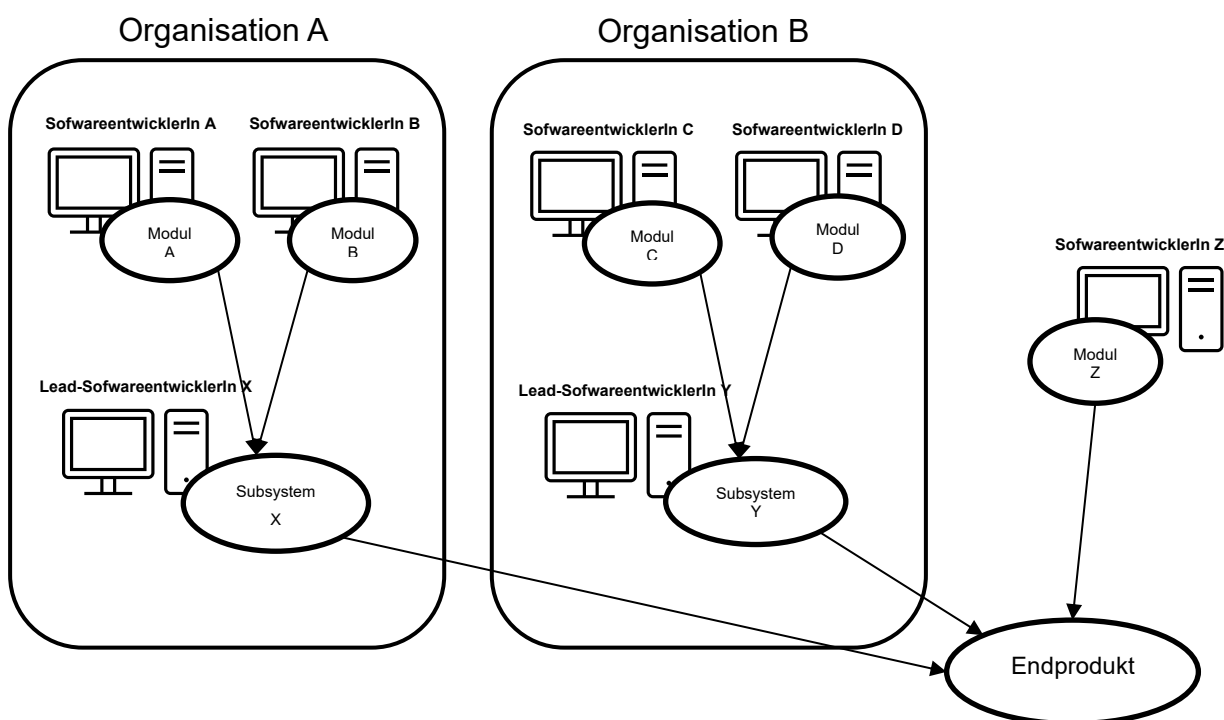 Organisation A
Organisation B
SofwareentwicklerIn A
SofwareentwicklerIn B
SofwareentwicklerIn C
SofwareentwicklerIn D
Modul
A
Modul
B
Modul
C
Modul
D
SofwareentwicklerIn Z
Modul
Z
Lead-SofwareentwicklerIn X
Lead-SofwareentwicklerIn Y
Subsystem
X
Subsystem
Y
Endprodukt